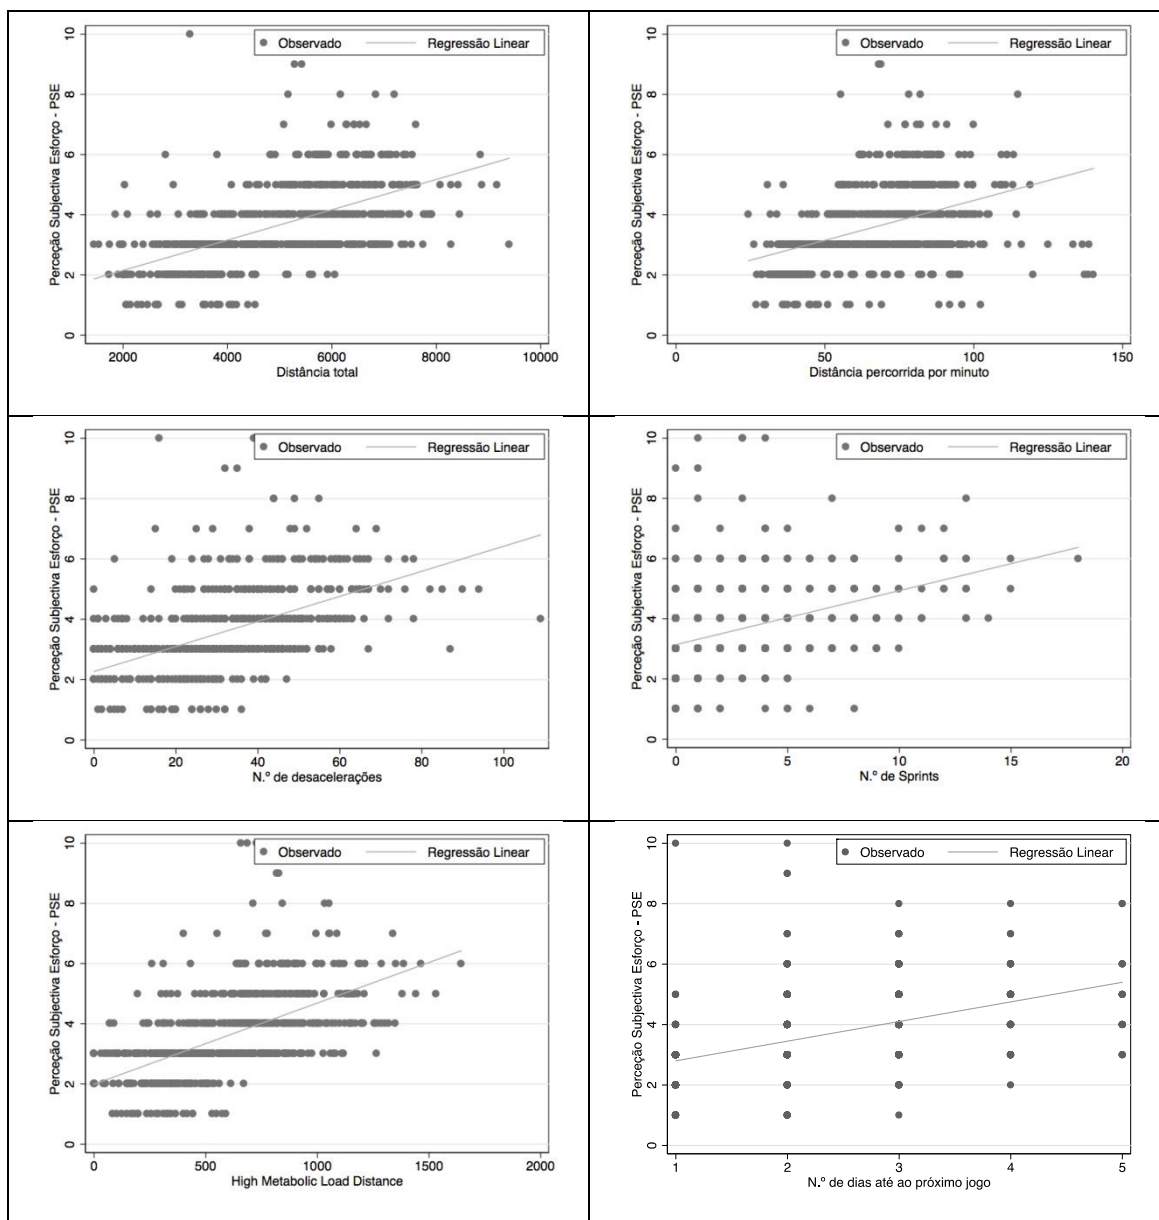 Observado Regressão Linear
Perceção Subjectiva Esforço - PSE
0 2 4 6 8 10
2000 4000 6000 8000 10000
Distância total
Observado Regressão Linear
Perceção Subjectiva Esforço - PSE
0 2 4 6 8 10
0 50 100 150
Distância percorrida por minuto
Observado Regressão Linear
Perceção Subjectiva Esforço - PSE
0 2 4 6 8 10
0 20 40 60 80 100
N.º de desacelerações
Observado Regressão Linear
Perceção Subjectiva Esforço - PSE
0 2 4 6 8 10
0 5 10 15 20
N.º de Sprints
Observado Regressão Linear
Perceção Subjectiva Esforço - PSE
0 2 4 6 8 10
0 500 1000 1500 2000
High Metabolic Load Distance
Observado Regressão Linear
Perceção Subjectiva Esforço - PSE
0 2 4 6 8 10
1 2 3 4 5
N.º de dias até ao próximo jogo